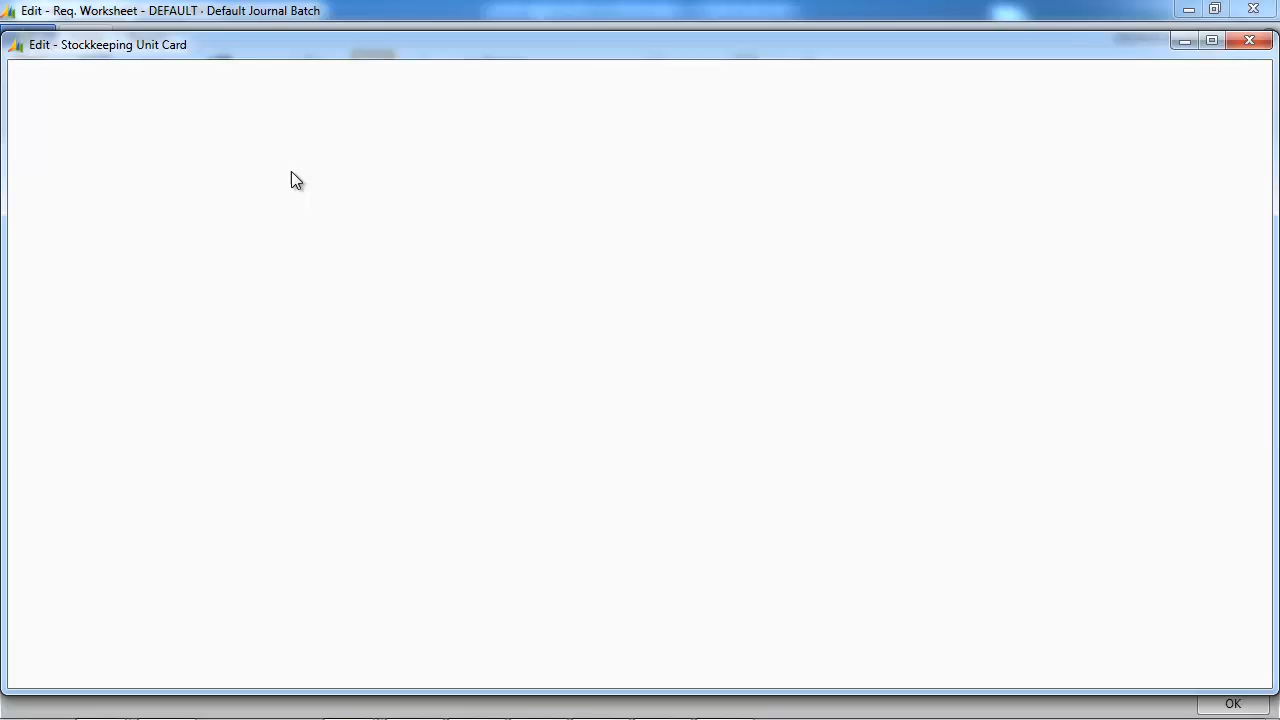 Edit - Req. Worksheet - DEFAULT · Default Journal Batch
Edit - Stockkeeping Unit Card
OK